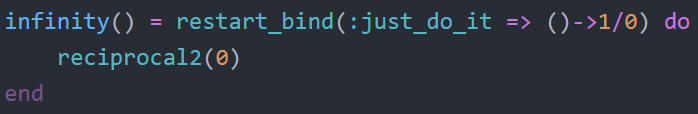 infinity() = restart_bind(:just_do_it => ()->1/0) do
    reciprocal2(0)
end